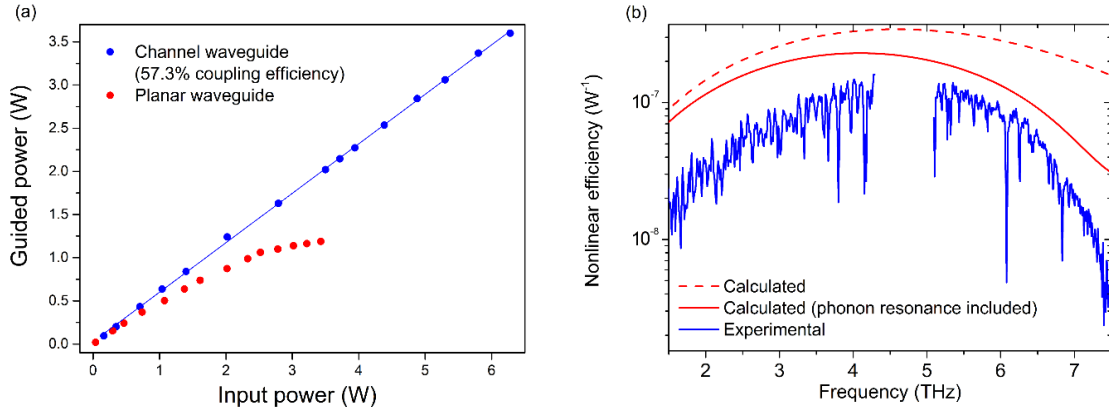 (a)
Channel waveguide
(57.3% coupling efficiency)
Planar waveguide
Guided power (W)
3.5
3.0
2.5
2.0
1.5
1.0
0.5
0.0
0 1 2 3 4 5 6
Input power (W)
(b)
Nonlinear efficiency (W⁻¹)
10⁻⁷
10⁻⁸
Calculated
Calculated (phonon resonance included)
Experimental
2 3 4 5 6 7
Frequency (THz)